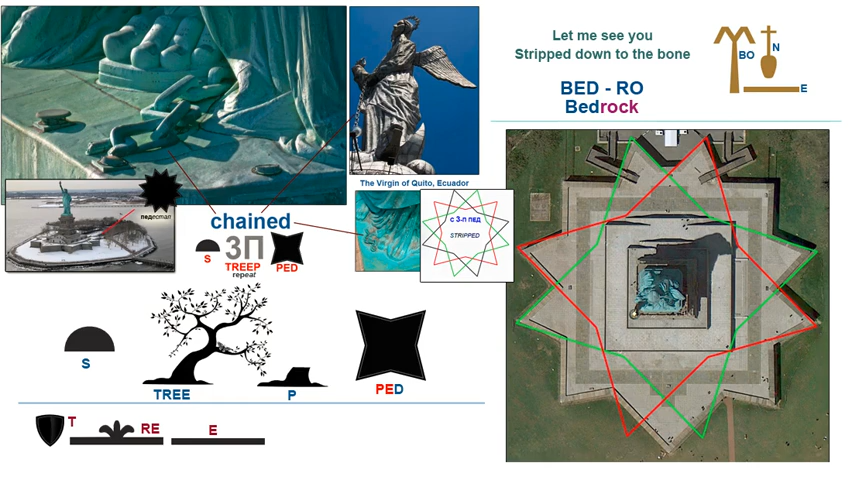 Let me see you
Stripped down to the bone
BO
N
E
BED - RO
Bedrock
The Virgin of Quito, Ecuador
педестал
chained
S
3П
TREEP
repeat
PED
с 3-п пед
STRIPPED
S
TREE
P
PED
T
RE
E